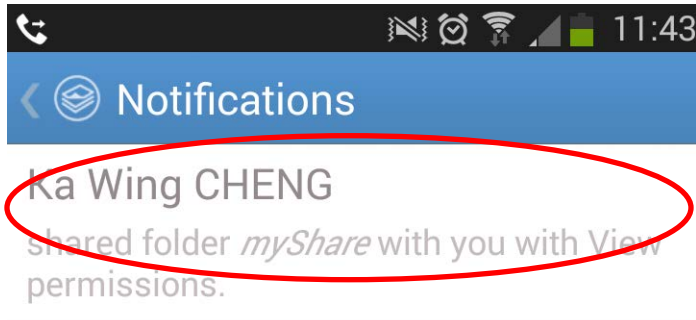 11:43
Notifications
Ka Wing CHENG
shared folder myShare with you with View
permissions.